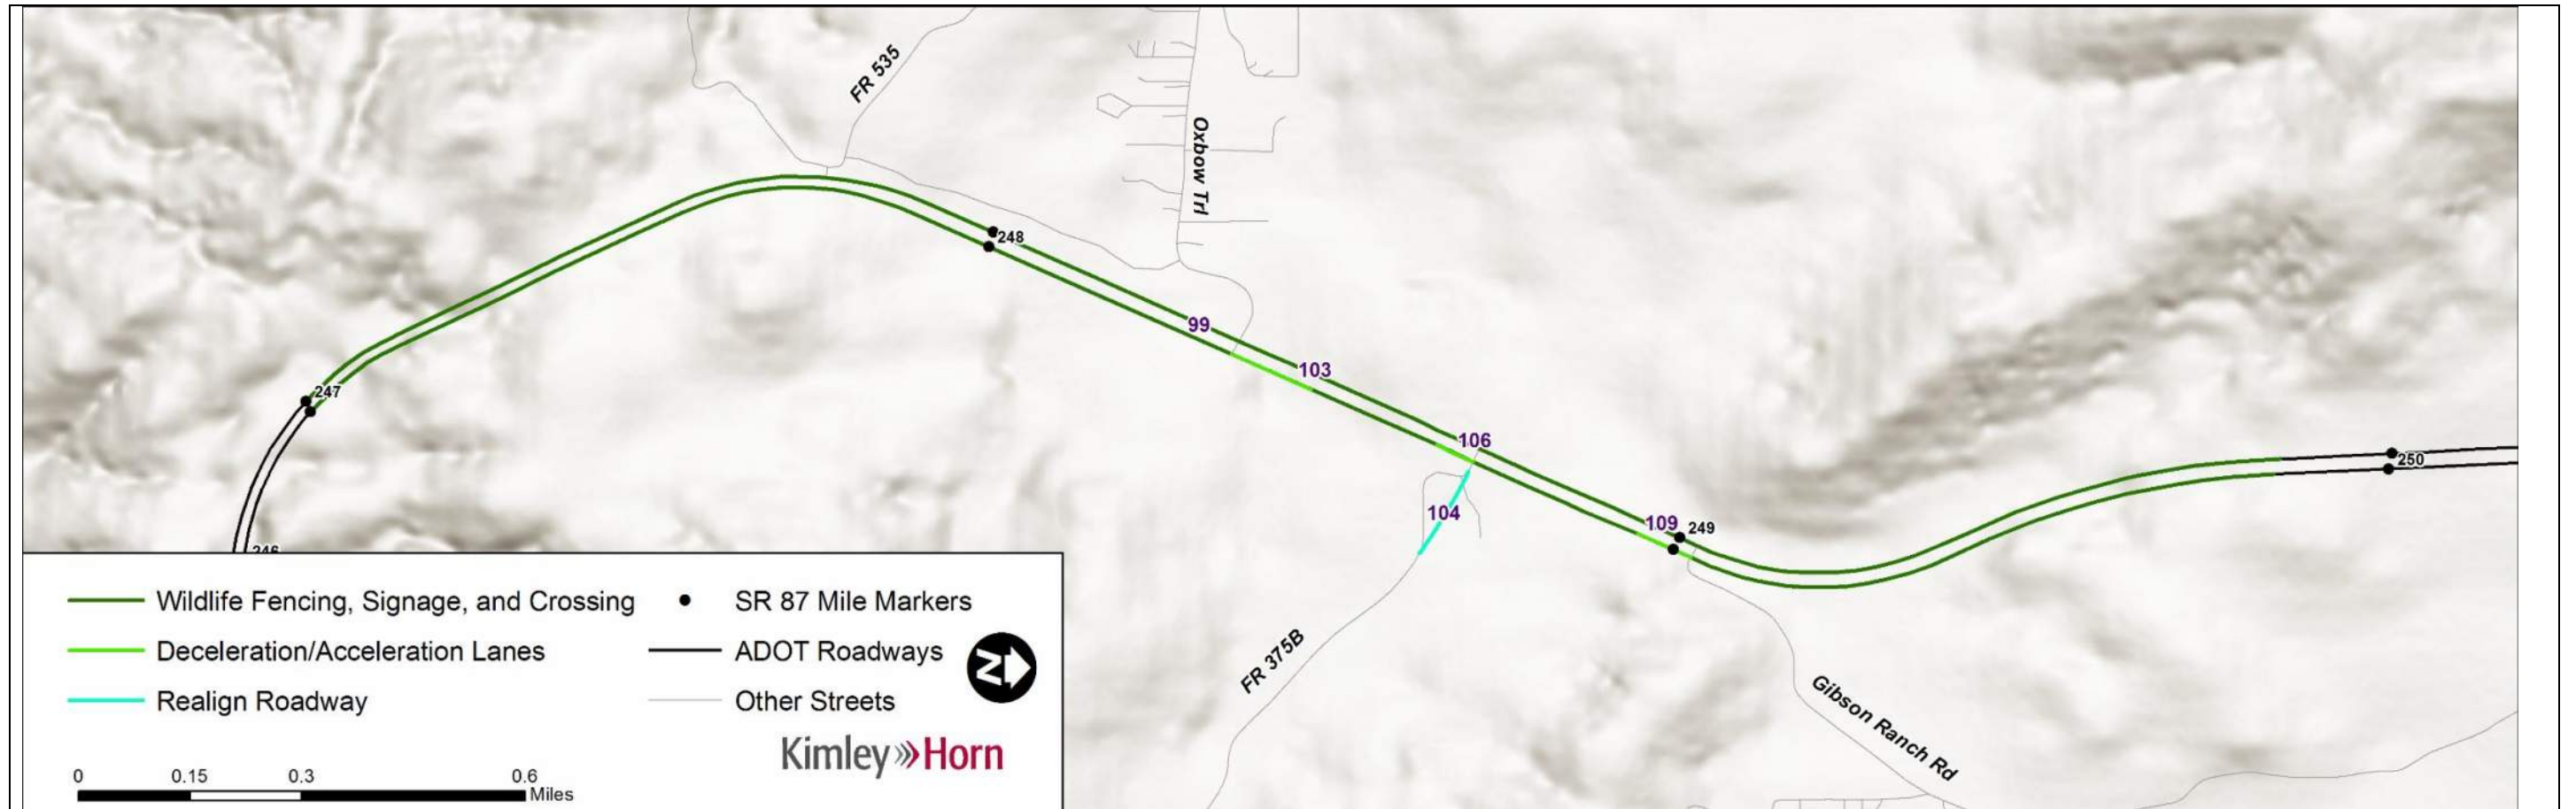 FR 535
Oxbow Trl
248
99
103
247
106
250
104
109
249
246
Wildlife Fencing, Signage, and Crossing
SR 87 Mile Markers
Deceleration/Acceleration Lanes
ADOT Roadways
N
Realign Roadway
Other Streets
FR 375B
Gibson Ranch Rd
Kimley»Horn
0 0.15 0.3 0.6
Miles